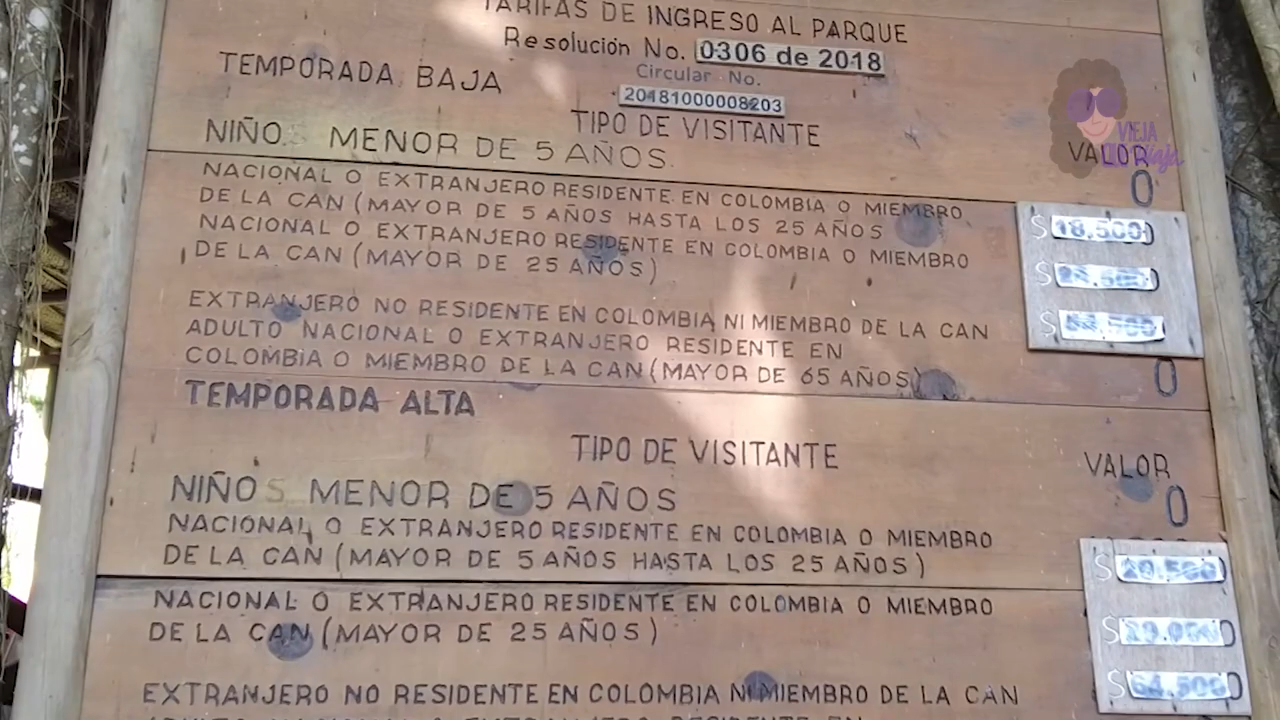 TARIFAS DE INGRESO AL PARQUE
Resolución No. 0306 de 2018
TEMPORADA BAJA
Circular No.
20181000008203
TIPO DE VISITANTE
VALOR
VIEJA
NIÑOS MENOR DE 5 AÑOS.
0
NACIONAL O EXTRANJERO RESIDENTE EN COLOMBIA O MIEMBRO
DE LA CAN (MAYOR DE 5 AÑOS HASTA LOS 25 AÑOS
$ 18.500
NACIONAL O EXTRANJERO RESIDENTE EN COLOMBIA O MIEMBRO
DE LA CAN (MAYOR DE 25 AÑOS)
$
EXTRANJERO NO RESIDENTE EN COLOMBIA NI MIEMBRO DE LA CAN
$
ADULTO NACIONAL O EXTRANJERO RESIDENTE EN
COLOMBIA O MIEMBRO DE LA CAN (MAYOR DE 65 AÑOS)
0
TEMPORADA ALTA
TIPO DE VISITANTE
VALOR
NIÑOS MENOR DE 5 AÑOS
0
NACIONAL O EXTRANJERO RESIDENTE EN COLOMBIA O MIEMBRO
DE LA CAN (MAYOR DE 5 AÑOS HASTA LOS 25 AÑOS)
$
NACIONAL O EXTRANJERO RESIDENTE EN COLOMBIA O MIEMBRO
DE LA CAN (MAYOR DE 25 AÑOS)
$
EXTRANJERO NO RESIDENTE EN COLOMBIA NI MIEMBRO DE LA CAN
$